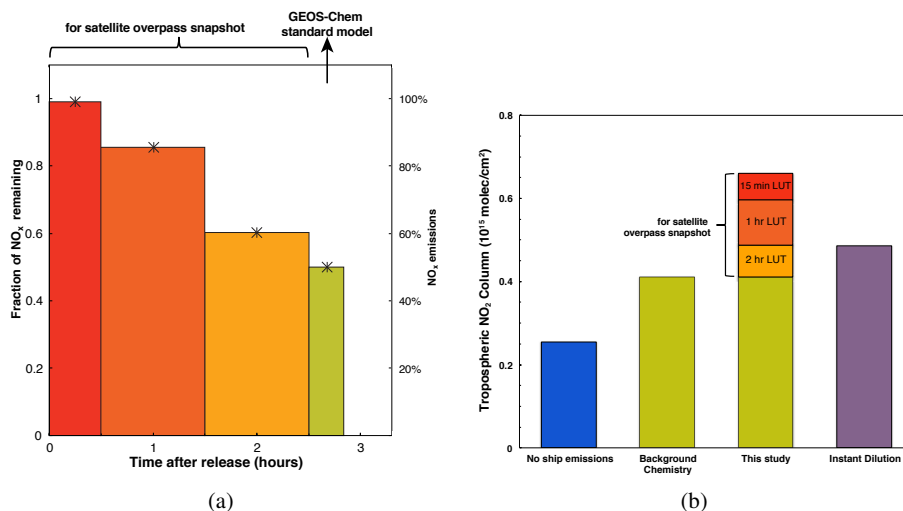 for satellite overpass snapshot
GEOS-Chem
standard model
Fraction of NOx remaining
1
0.8
0.6
0.4
0.2
0
100%
80%
60%
40%
20%
NOx emissions
0 1 2 3
Time after release (hours)
(a)
Tropospheric NO2 Column (10^15 molec/cm²)
0.8
0.6
0.4
0.2
0
for satellite
overpass snapshot
15 min LUT
1 hr LUT
2 hr LUT
No ship emissions
Background
Chemistry
This study
Instant Dilution
(b)